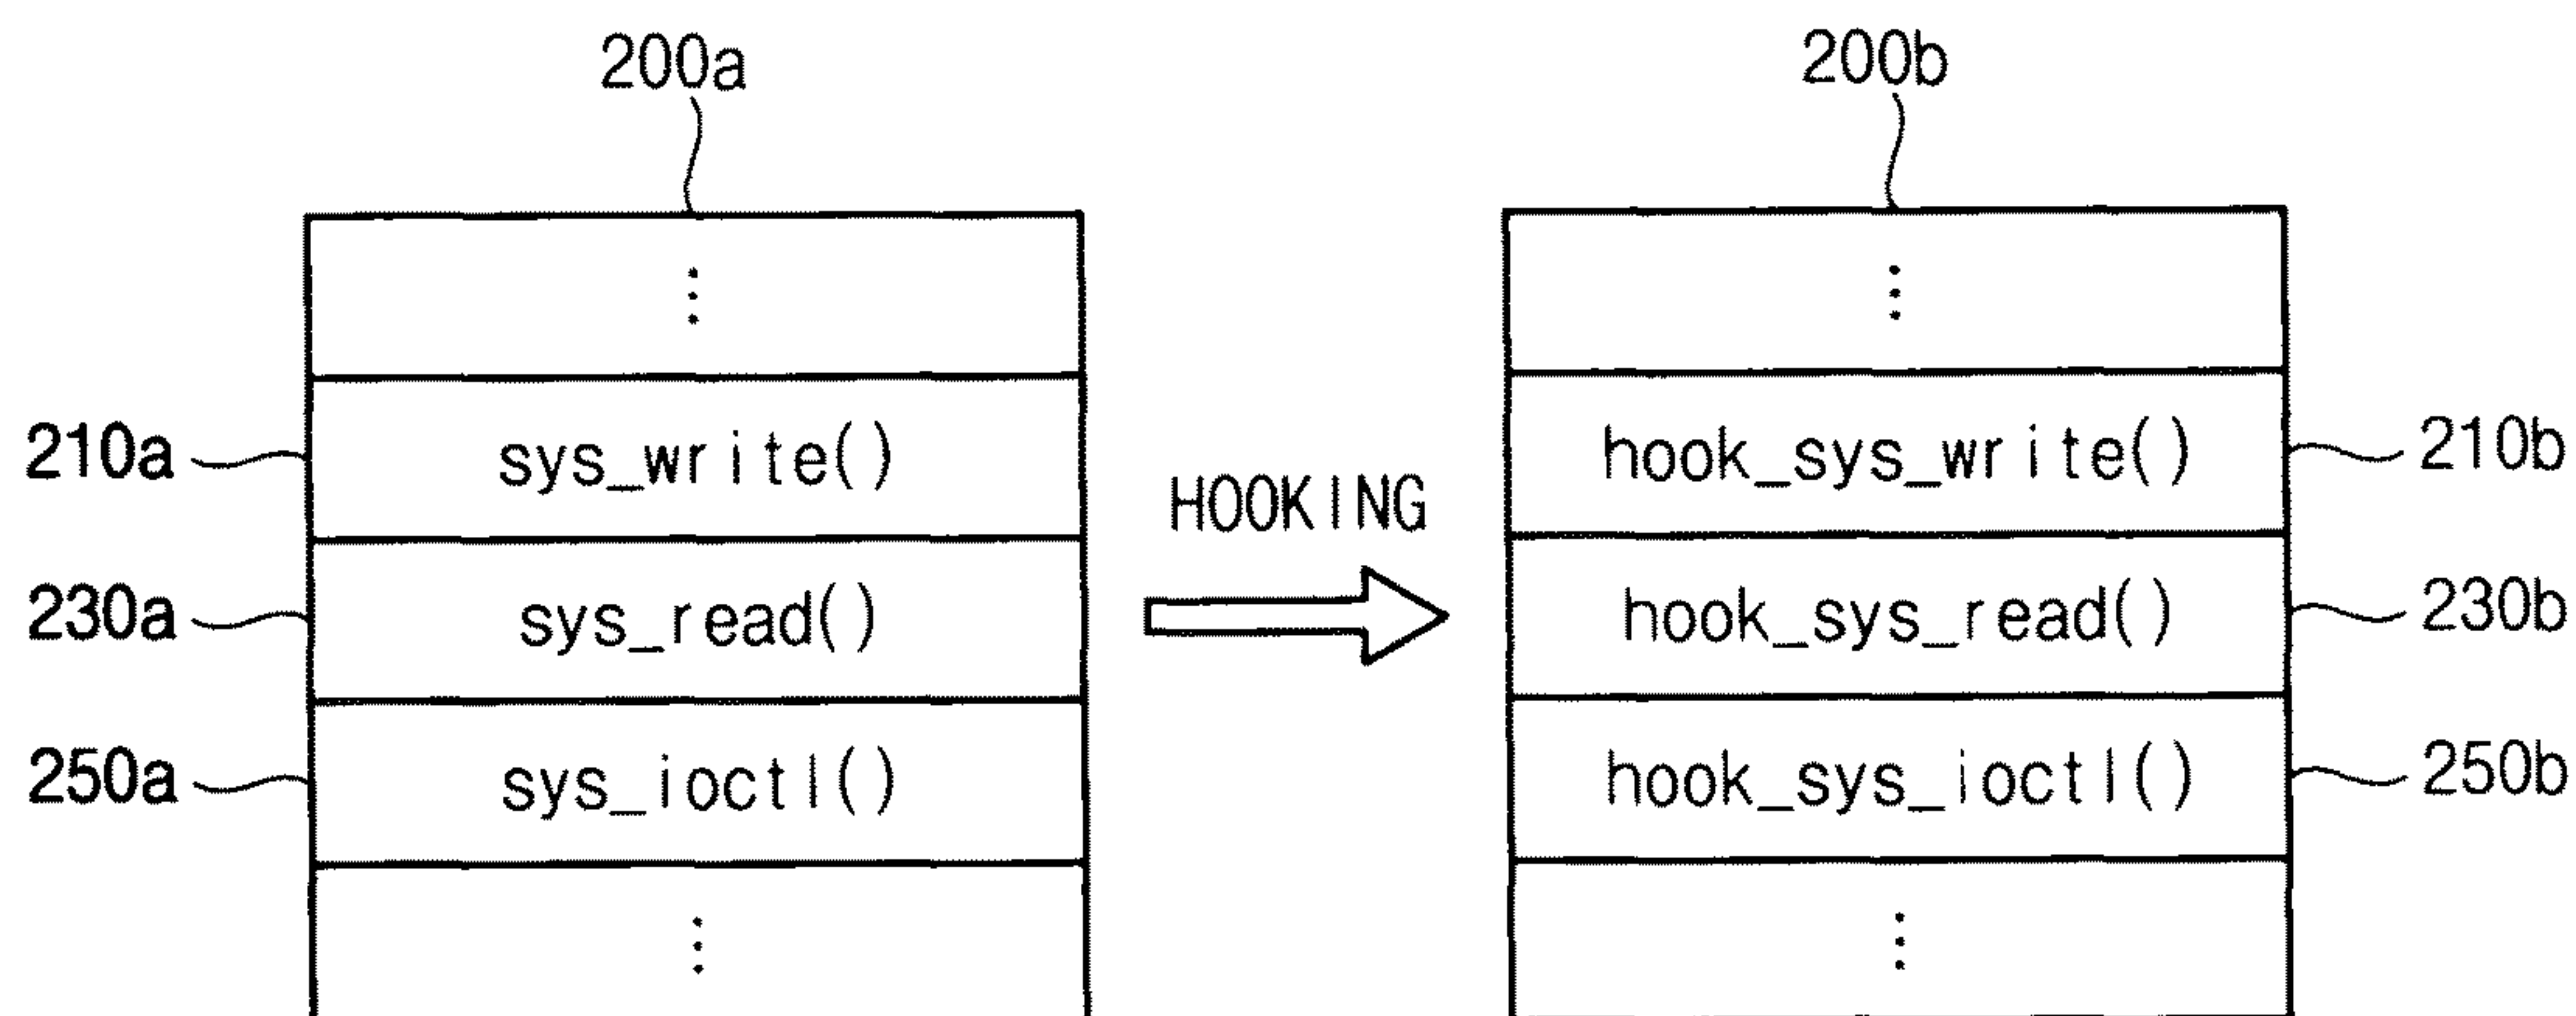 200a 200b
⋮ ⋮
210a sys_write() hook_sys_write() 210b
HOOKING
230a sys_read() hook_sys_read() 230b
250a sys_ioctl() hook_sys_ioctl() 250b
⋮ ⋮